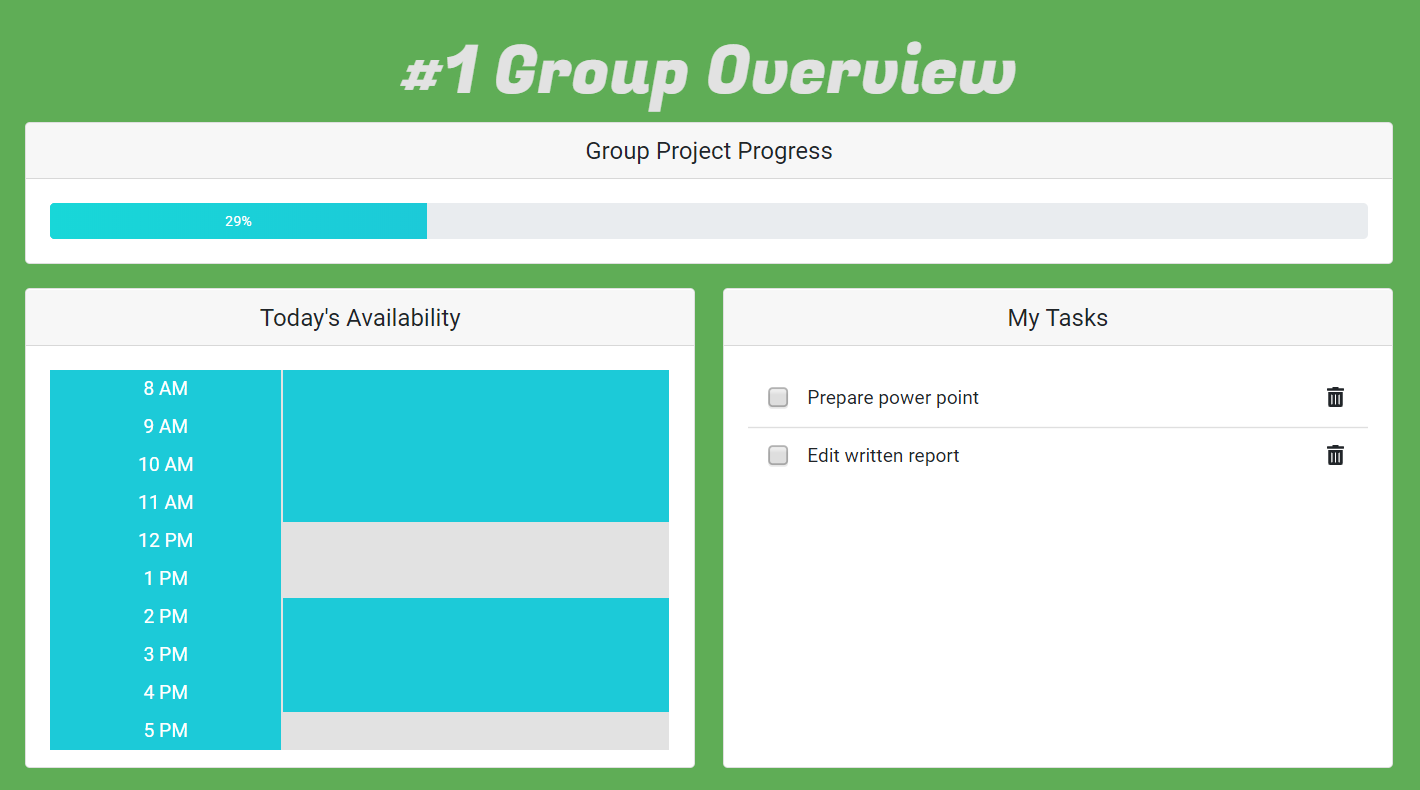 #1 Group Overview
Group Project Progress
29%
Today's Availability
8 AM
9 AM
10 AM
11 AM
12 PM
1 PM
2 PM
3 PM
4 PM
5 PM
My Tasks
Prepare power point
Edit written report